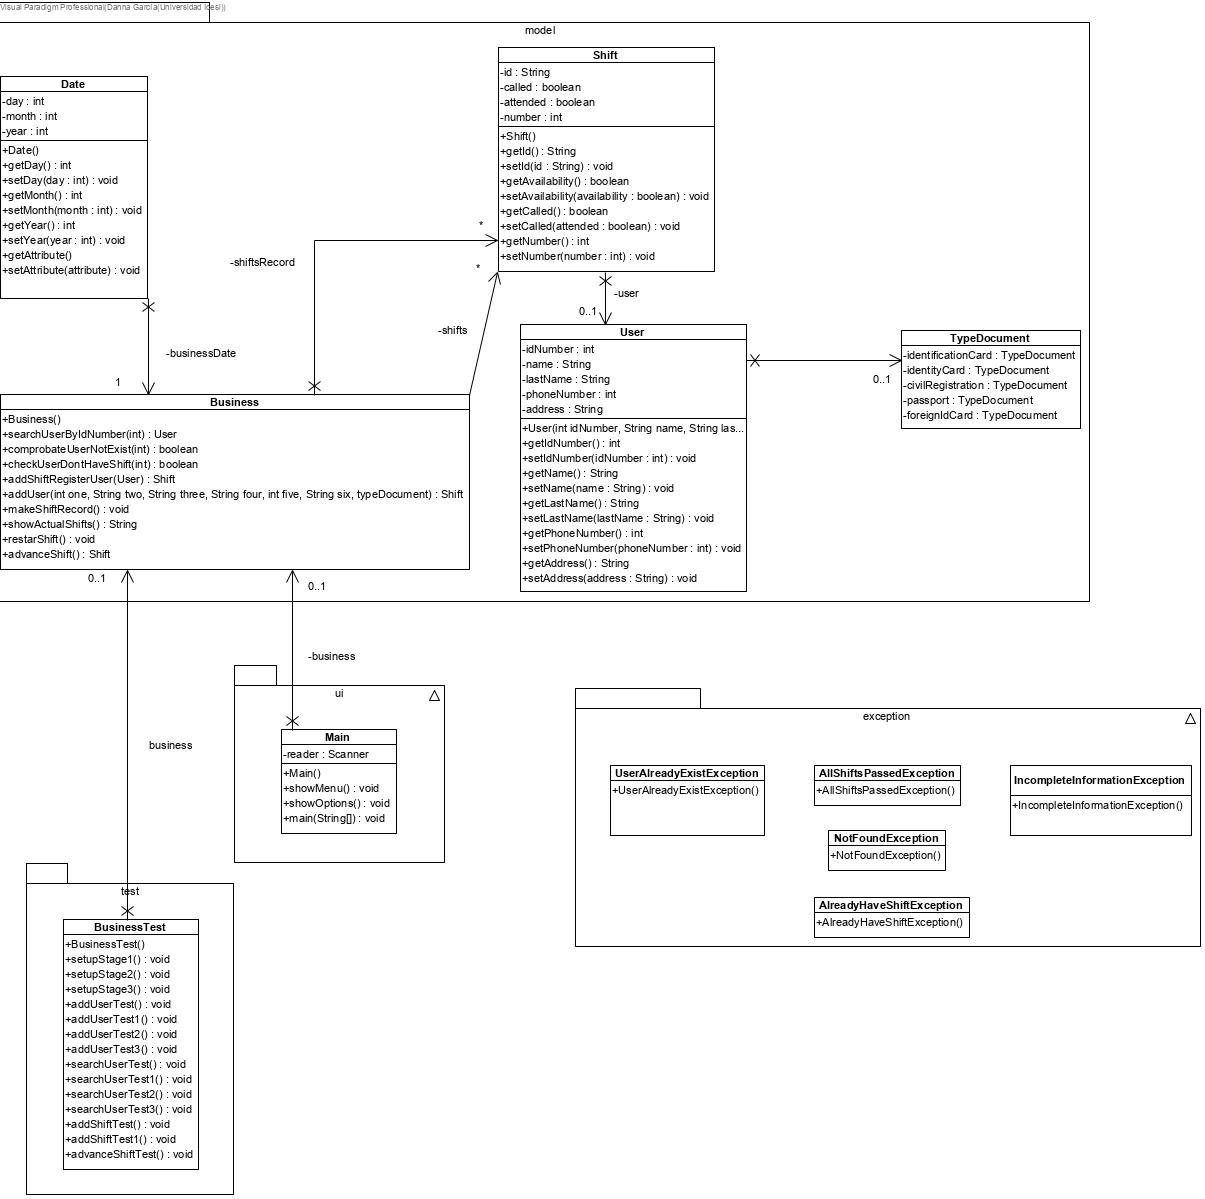 Visual Paradigm Professional(Danna Garcia(Universidad Icesi))
model
Date
-day : int
-month : int
-year : int
+Date()
+getDay() : int
+setDay(day : int) : void
+getMonth() : int
+setMonth(month : int) : void
+getYear() : int
+setYear(year : int) : void
+getAttribute()
+setAttribute(attribute) : void
Shift
-id : String
-called : boolean
-attended : boolean
-number : int
+Shift()
+getId() : String
+setId(id : String) : void
+getAvailability() : boolean
+setAvailability(availability : boolean) : void
+getCalled() : boolean
+setCalled(attended : boolean) : void
+getNumber() : int
+setNumber(number : int) : void
*
-shiftsRecord
*
-shifts
-user
0..1
-businessDate
1
User
-idNumber : int
-name : String
-lastName : String
-phoneNumber : int
-address : String
+User(int idNumber, String name, String las...
+getIdNumber() : int
+setIdNumber(idNumber : int) : void
+getName() : String
+setName(name : String) : void
+getLastName() : String
+setLastName(lastName : String) : void
+getPhoneNumber() : int
+setPhoneNumber(phoneNumber : int) : void
+getAddress() : String
+setAddress(address : String) : void
0..1
TypeDocument
-identificationCard : TypeDocument
-identityCard : TypeDocument
-civilRegistration : TypeDocument
-passport : TypeDocument
-foreignIdCard : TypeDocument
Business
+Business()
+searchUserByIdNumber(int) : User
+comprobateUserNotExist(int) : boolean
+checkUserDontHaveShift(int) : boolean
+addShiftRegisterUser(User) : Shift
+addUser(int one, String two, String three, String four, int five, String six, typeDocument) : Shift
+makeShiftRecord() : void
+showActualShifts() : String
+restarShift() : void
+advanceShift() : Shift
0..1
0..1
-business
business
ui
Main
-reader : Scanner
+Main()
+showMenu() : void
+showOptions() : void
+main(String[]) : void
exception
UserAlreadyExistException
+UserAlreadyExistException()
AllShiftsPassedException
+AllShiftsPassedException()
IncompleteInformationException
+IncompleteInformationException()
NotFoundException
+NotFoundException()
AlreadyHaveShiftException
+AlreadyHaveShiftException()
test
BusinessTest
+BusinessTest()
+setupStage1() : void
+setupStage2() : void
+setupStage3() : void
+addUserTest() : void
+addUserTest1() : void
+addUserTest2() : void
+addUserTest3() : void
+searchUserTest() : void
+searchUserTest1() : void
+searchUserTest2() : void
+searchUserTest3() : void
+addShiftTest() : void
+addShiftTest1() : void
+advanceShiftTest() : void